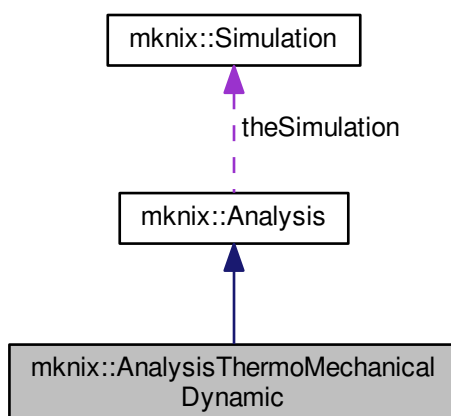 mknix::Simulation
theSimulation
mknix::Analysis
mknix::AnalysisThermoMechanical
Dynamic